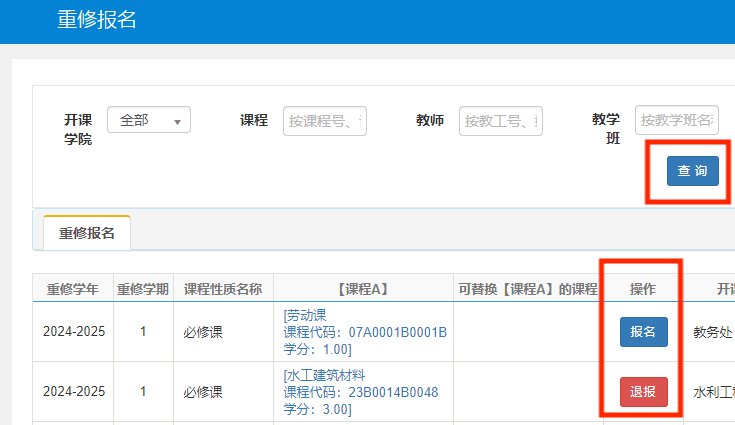 重修报名
开课
学院
全部
课程
按课程号、
教师
按教工号、
教学
班
按教学班名
查 询
重修报名
重修学年 重修学期 课程性质名称 【课程A】 可替换【课程A】的课程 操作 开
2024-2025 1 必修课 [劳动课
课程代码：07A0001B0001B
学分：1.00] 报名 教务处
2024-2025 1 必修课 [水工建筑材料
课程代码：23B0014B0048
学分：3.00] 退报 水利工